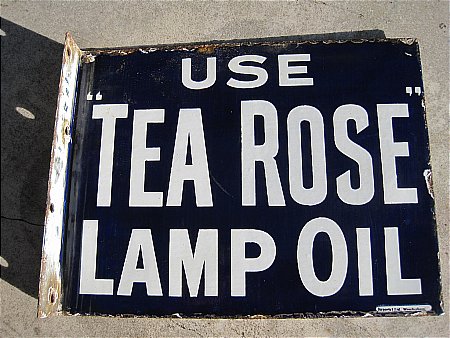 USE
"TEA ROSE"
LAMP OIL